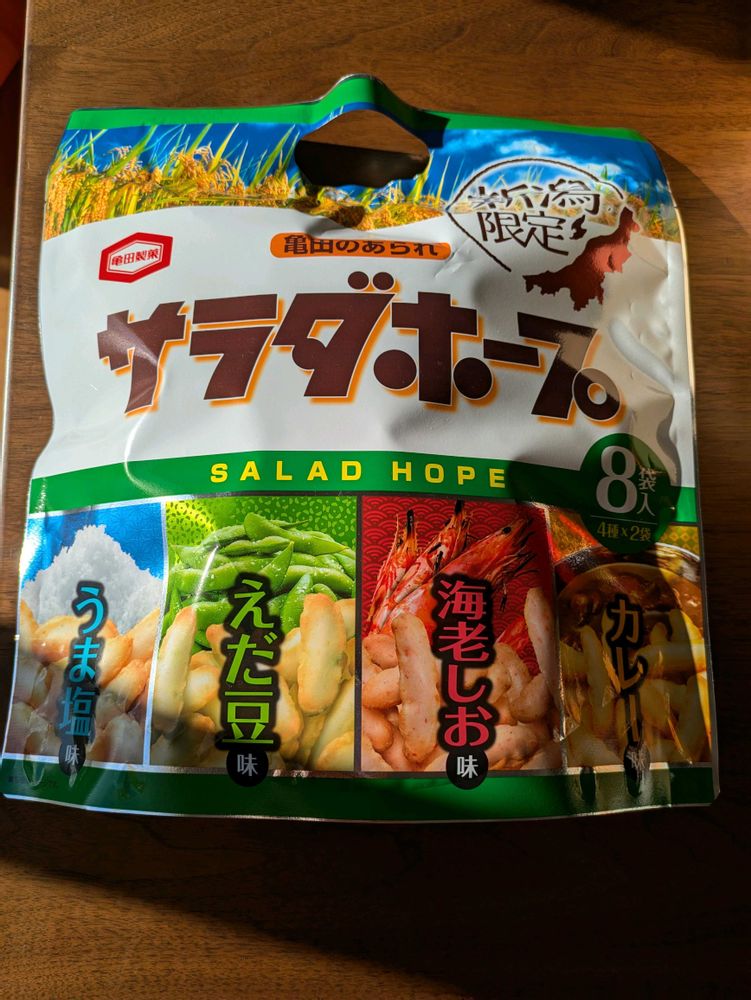 新潟
限定
亀田製菓
亀田のあられ
サラダホープ
SALAD HOPE
8袋入
4種×2袋
うま塩味
えだ豆味
海老しお味
カレー味